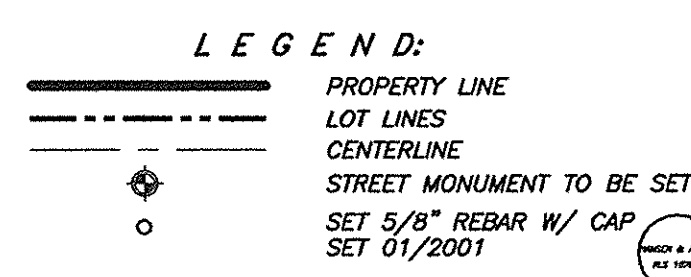 LEGEND:
PROPERTY LINE
LOT LINES
CENTERLINE
STREET MONUMENT TO BE SET
SET 5/8" REBAR W/ CAP
SET 01/2001